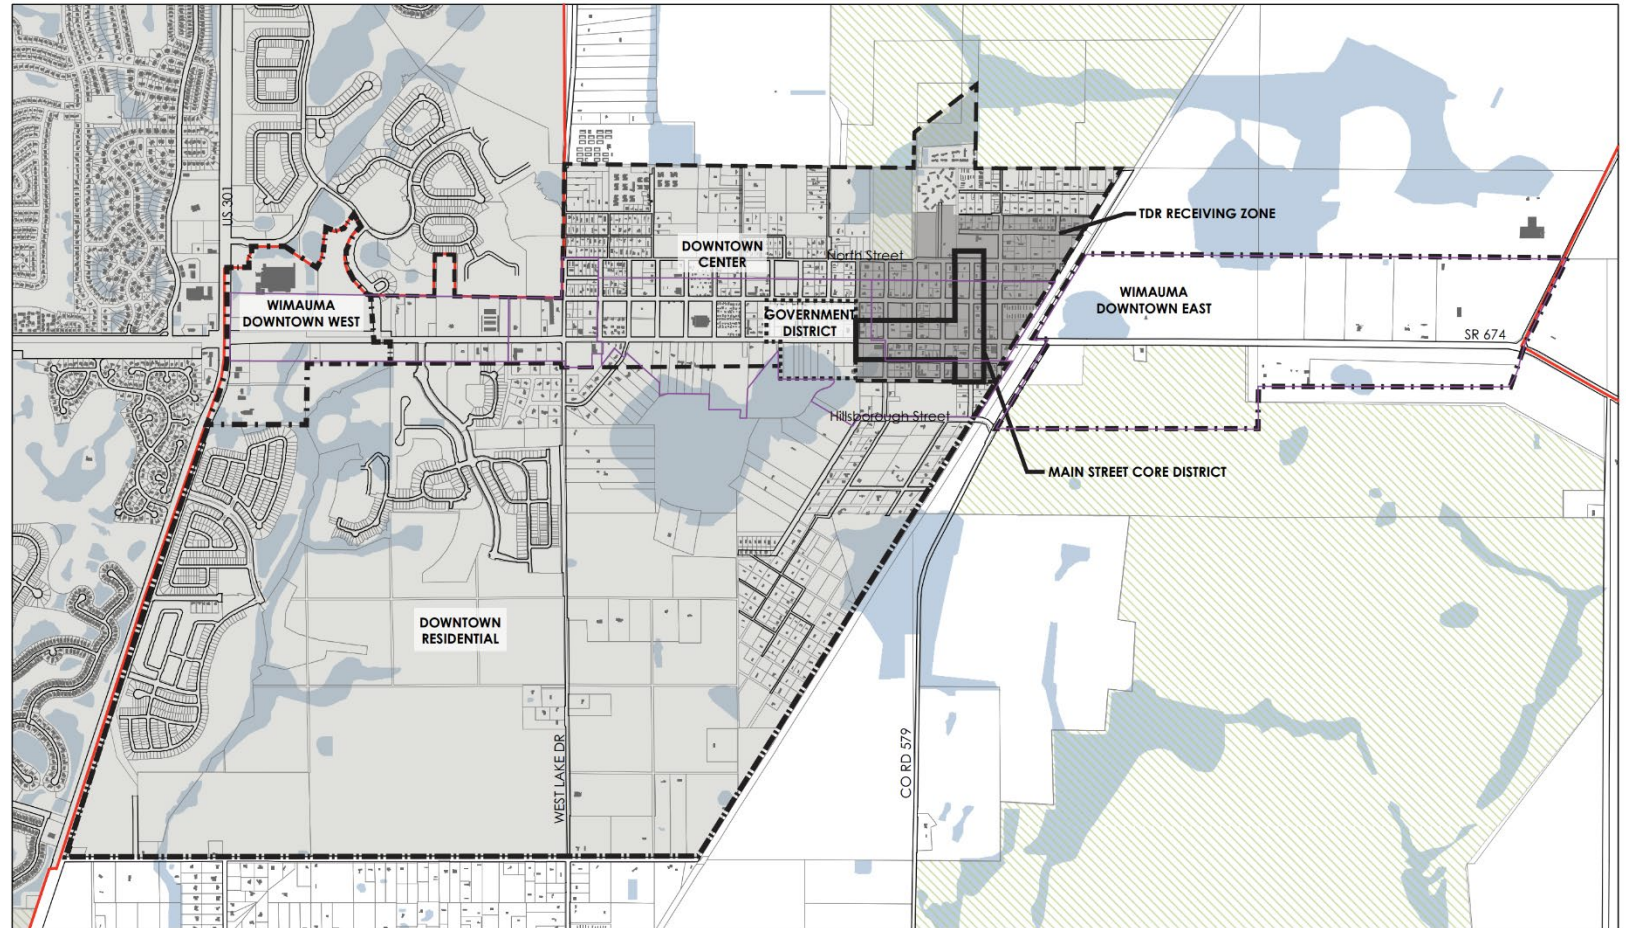 US 301
TDR RECEIVING ZONE
DOWNTOWN
CENTER
North Street
WIMAUMA
DOWNTOWN WEST
GOVERNMENT
DISTRICT
WIMAUMA
DOWNTOWN EAST
SR 674
Hillsborough Street
MAIN STREET CORE DISTRICT
DOWNTOWN
RESIDENTIAL
WEST LAKE DR
CO RD 579